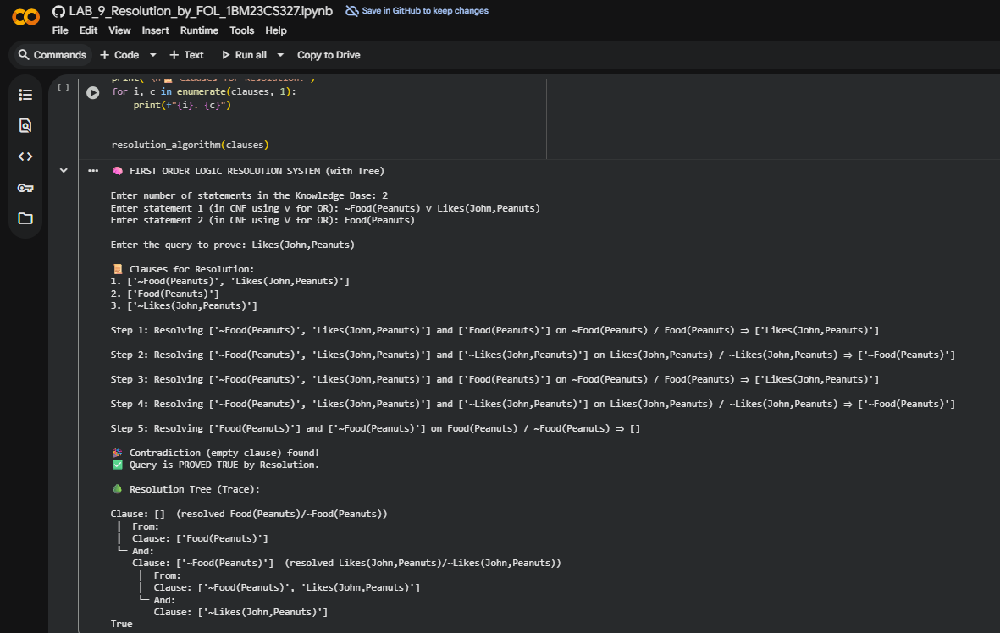 LAB_9_Resolution_by_FOL_1BM23CS327.ipynb Save in GitHub to keep changes
File Edit View Insert Runtime Tools Help
Commands + Code + Text Run all Copy to Drive
[ ]
for i, c in enumerate(clauses, 1):
print(f"{i}. {c}")
resolution_algorithm(clauses)
FIRST ORDER LOGIC RESOLUTION SYSTEM (with Tree)
---------------------------------------------------
Enter number of statements in the Knowledge Base: 2
Enter statement 1 (in CNF using ∨ for OR): ~Food(Peanuts) ∨ Likes(John,Peanuts)
Enter statement 2 (in CNF using ∨ for OR): Food(Peanuts)
Enter the query to prove: Likes(John,Peanuts)
Clauses for Resolution:
1. ['~Food(Peanuts)', 'Likes(John,Peanuts)']
2. ['Food(Peanuts)']
3. ['~Likes(John,Peanuts)']
Step 1: Resolving ['~Food(Peanuts)', 'Likes(John,Peanuts)'] and ['Food(Peanuts)'] on ~Food(Peanuts) / Food(Peanuts) ⇒ ['Likes(John,Peanuts)']
Step 2: Resolving ['~Food(Peanuts)', 'Likes(John,Peanuts)'] and ['~Likes(John,Peanuts)'] on Likes(John,Peanuts) / ~Likes(John,Peanuts) ⇒ ['~Food(Peanuts)']
Step 3: Resolving ['~Food(Peanuts)', 'Likes(John,Peanuts)'] and ['Food(Peanuts)'] on ~Food(Peanuts) / Food(Peanuts) ⇒ ['Likes(John,Peanuts)']
Step 4: Resolving ['~Food(Peanuts)', 'Likes(John,Peanuts)'] and ['~Likes(John,Peanuts)'] on Likes(John,Peanuts) / ~Likes(John,Peanuts) ⇒ ['~Food(Peanuts)']
Step 5: Resolving ['Food(Peanuts)'] and ['~Food(Peanuts)'] on Food(Peanuts) / ~Food(Peanuts) ⇒ []
Contradiction (empty clause) found!
Query is PROVED TRUE by Resolution.
Resolution Tree (Trace):
Clause: [] (resolved Food(Peanuts)/~Food(Peanuts))
├─ From:
│ Clause: ['Food(Peanuts)']
└─ And:
Clause: ['~Food(Peanuts)'] (resolved Likes(John,Peanuts)/~Likes(John,Peanuts))
├─ From:
│ Clause: ['~Food(Peanuts)', 'Likes(John,Peanuts)']
└─ And:
Clause: ['~Likes(John,Peanuts)']
True